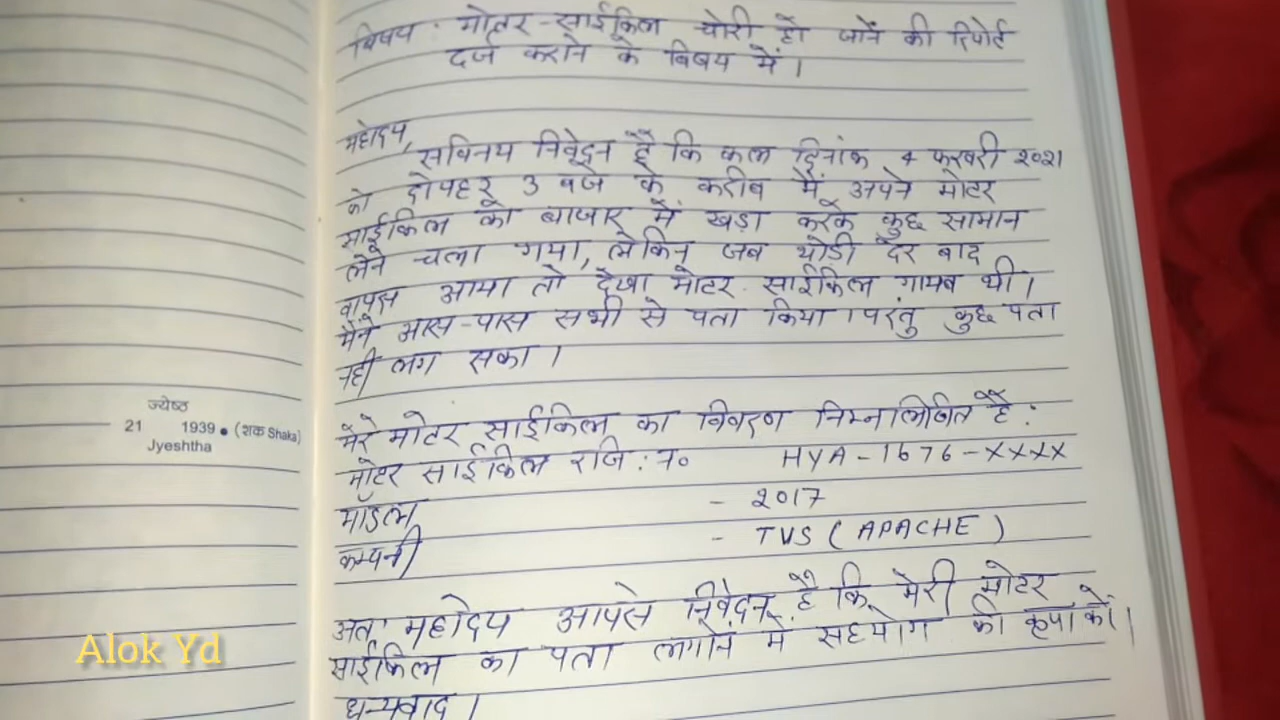 विषय : मोटर-साईकिल चोरी हो जाने की रिपोर्ट
दर्ज कराने के विषय में।
महोदय,
सविनय निवेदन है कि कल दिनांक 4 फरवरी २०२१
को दोपहर 3 बजे के करीब मैं अपने मोटर
साईकिल को बाजार में खड़ा करके कुछ सामान
लेने चला गया, लेकिन जब थोड़ी देर बाद
वापस आया तो देखा मोटर साईकिल गायब थी।
मैंने आस-पास सभी से पता किया। परंतु कुछ पता
नही लग सका।
ज्येष्ठ
21 1939 • (शक Shaka)
Jyeshtha
मेरे मोटर साईकिल का विवरण निम्नलिखित है :
मोटर साईकिल रजि : न० HYA-1676-XXXX
मॉडल - २०17
कम्पनी - TVS (APACHE)
अतः महोदय आपसे निवेदन है कि मेरी मोटर
साईकिल का पता लगाने में सहयोग की कृपा करें।
धन्यवाद।
Alok Yd